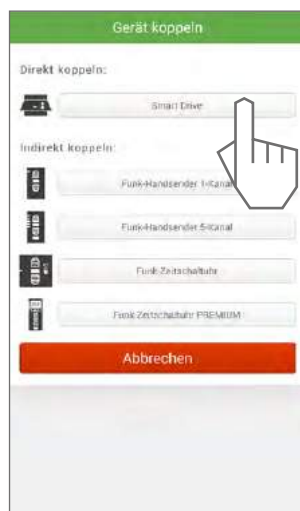 Gerät koppeln
Direkt koppeln:
Smart Drive
Indirekt koppeln:
Funk-Handsender 1-Kanal
Funk-Handsender 5-Kanal
Funk Zeitschaltuhr
Funk Zeitschaltuhr PREMIUM
Abbrechen